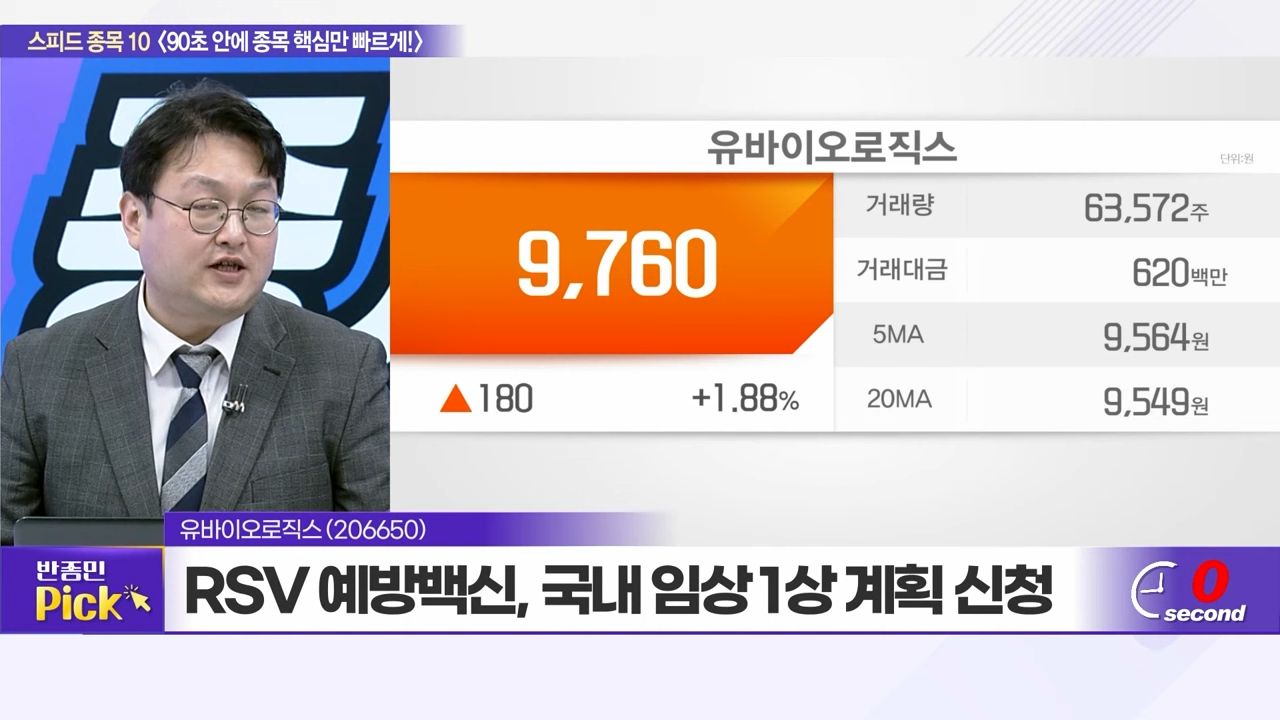 스피드 종목 10 〈90초 안에 종목 핵심만 빠르게!〉
유바이오로직스
단위:원
9,760
▲180 +1.88%
거래량 63,572주
거래대금 620백만
5MA 9,564원
20MA 9,549원
유바이오로직스 (206650)
반종민
Pick
RSV 예방백신, 국내 임상 1상 계획 신청
0
second